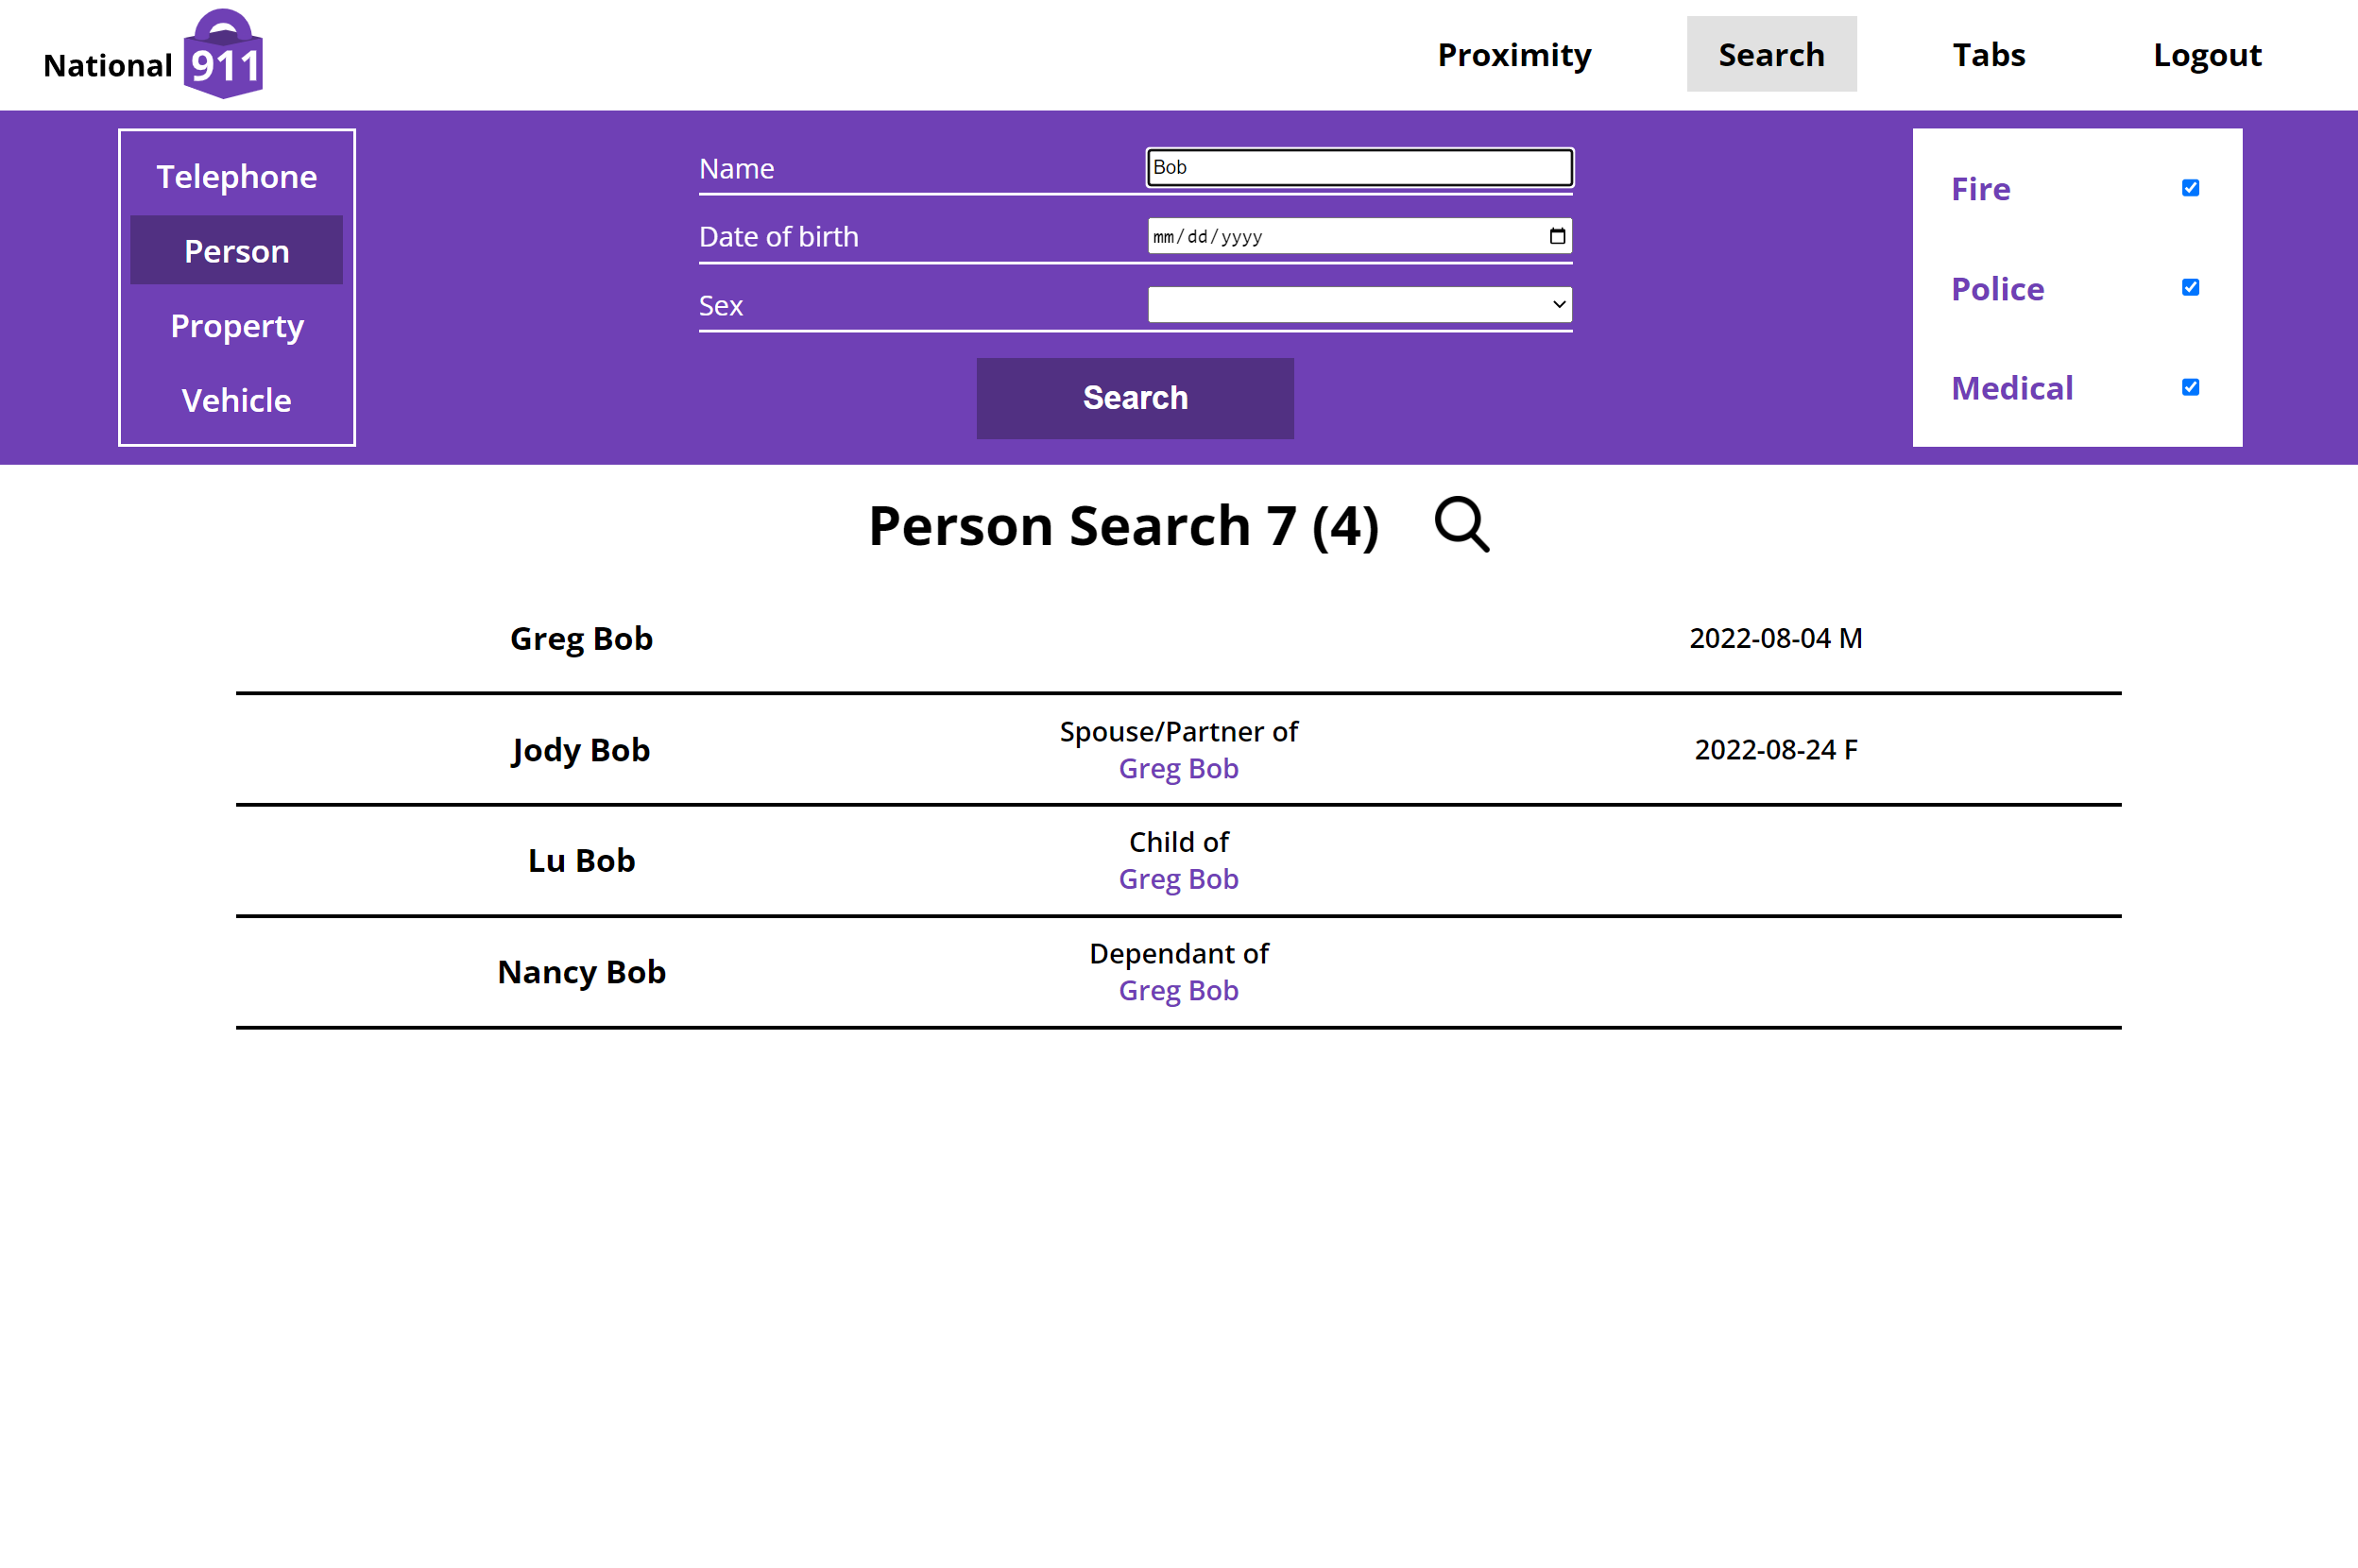 National 911
Proximity
Search
Tabs
Logout
Telephone
Person
Property
Vehicle
Name
Bob
Date of birth
mm/dd/yyyy
Sex
Search
Fire
Police
Medical
Person Search 7 (4)
Greg Bob
2022-08-04 M
Jody Bob
Spouse/Partner of
Greg Bob
2022-08-24 F
Lu Bob
Child of
Greg Bob
Nancy Bob
Dependant of
Greg Bob